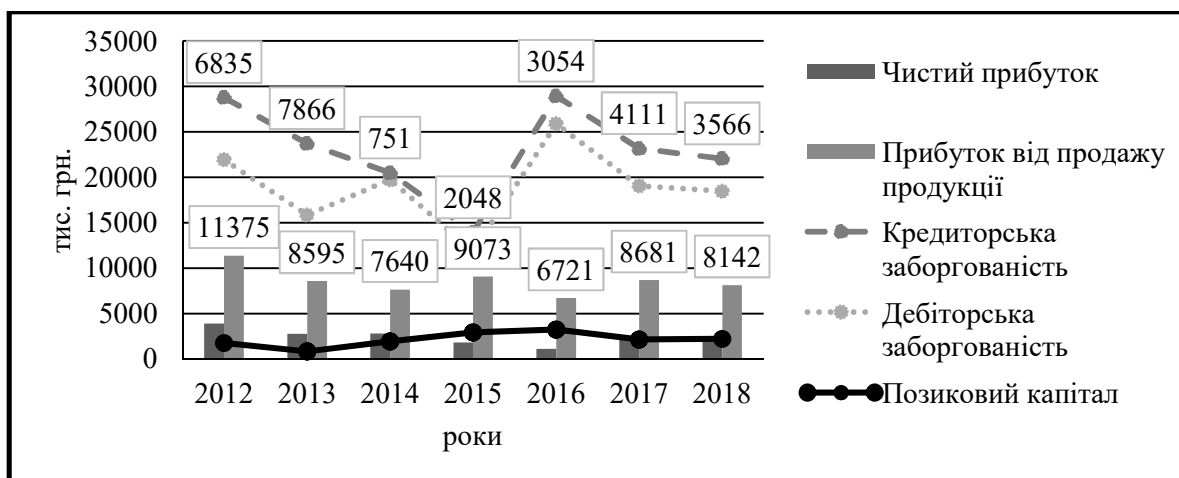 35000
30000
25000
20000
15000
10000
5000
0
тис. грн.
6835
7866
751
2048
3054
4111
3566
11375
8595
7640
9073
6721
8681
8142
2012 2013 2014 2015 2016 2017 2018
роки
Чистий прибуток
Прибуток від продажу
продукції
Кредиторська
заборгованість
Дебіторська
заборгованість
Позиковий капітал